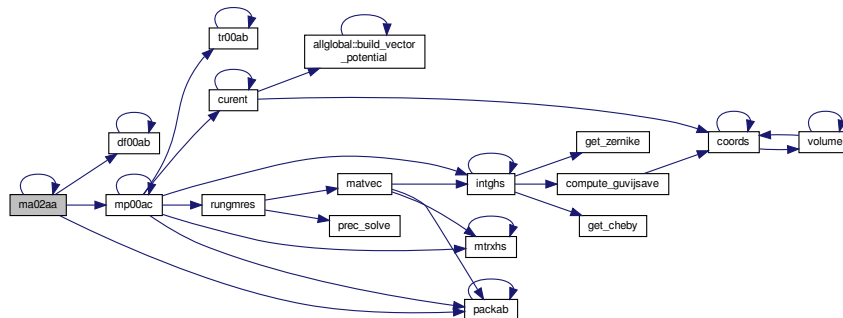 tr00ab
allglobal::build_vector
_potential
curent
df00ab
get_zernike
coords
volume
matvec
intghs
compute_guvijsave
ma02aa
mp00ac
rungmres
prec_solve
get_cheby
mtrxhs
packab